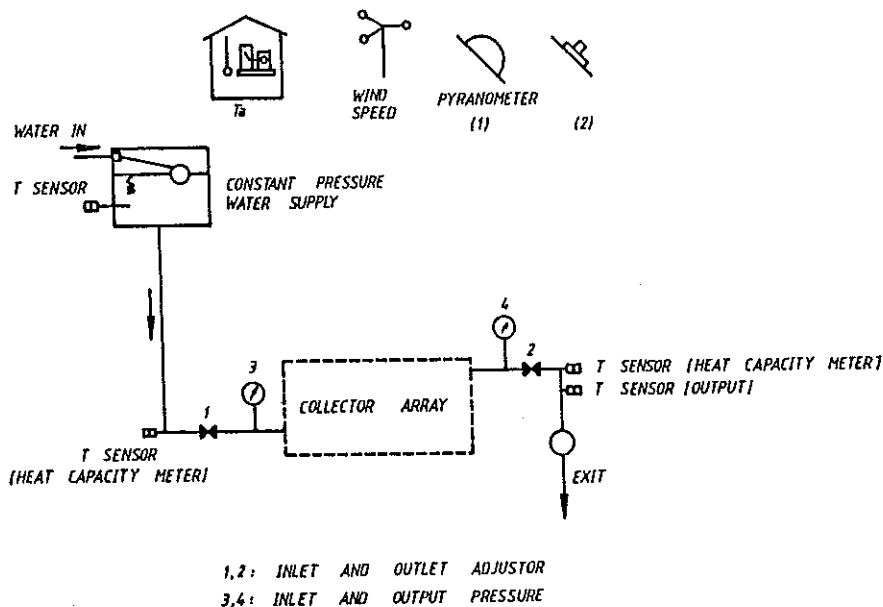 Ta
WIND
SPEED
PYRANOMETER
(1)
(2)
WATER IN
T SENSOR
CONSTANT PRESSURE
WATER SUPPLY
4
3
2
T SENSOR [HEAT CAPACITY METER]
T SENSOR [OUTPUT]
COLLECTOR ARRAY
1
T SENSOR
[HEAT CAPACITY METER]
EXIT
1,2: INLET AND OUTLET ADJUSTOR
3,4: INLET AND OUTPUT PRESSURE